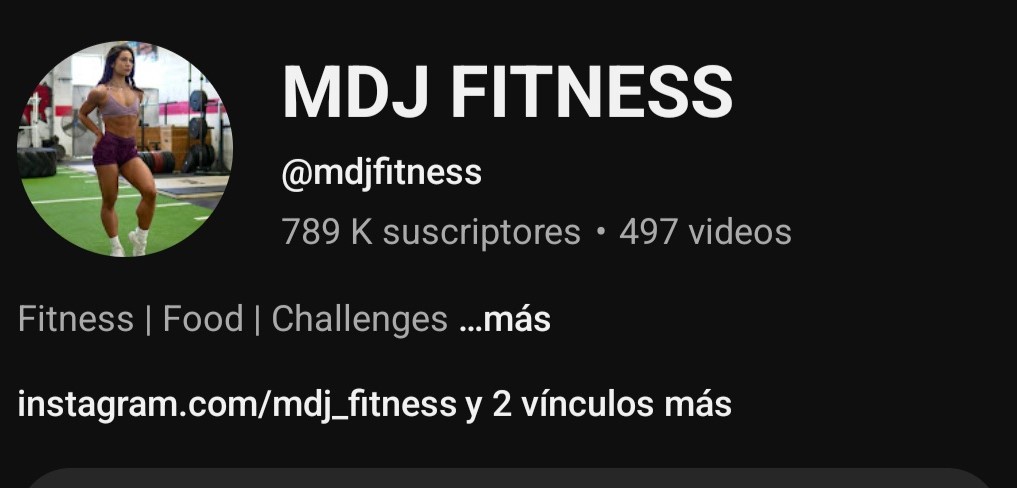 MDJ FITNESS
@mdjfitness
789 K suscriptores • 497 videos
Fitness | Food | Challenges ...más
instagram.com/mdj_fitness y 2 vínculos más